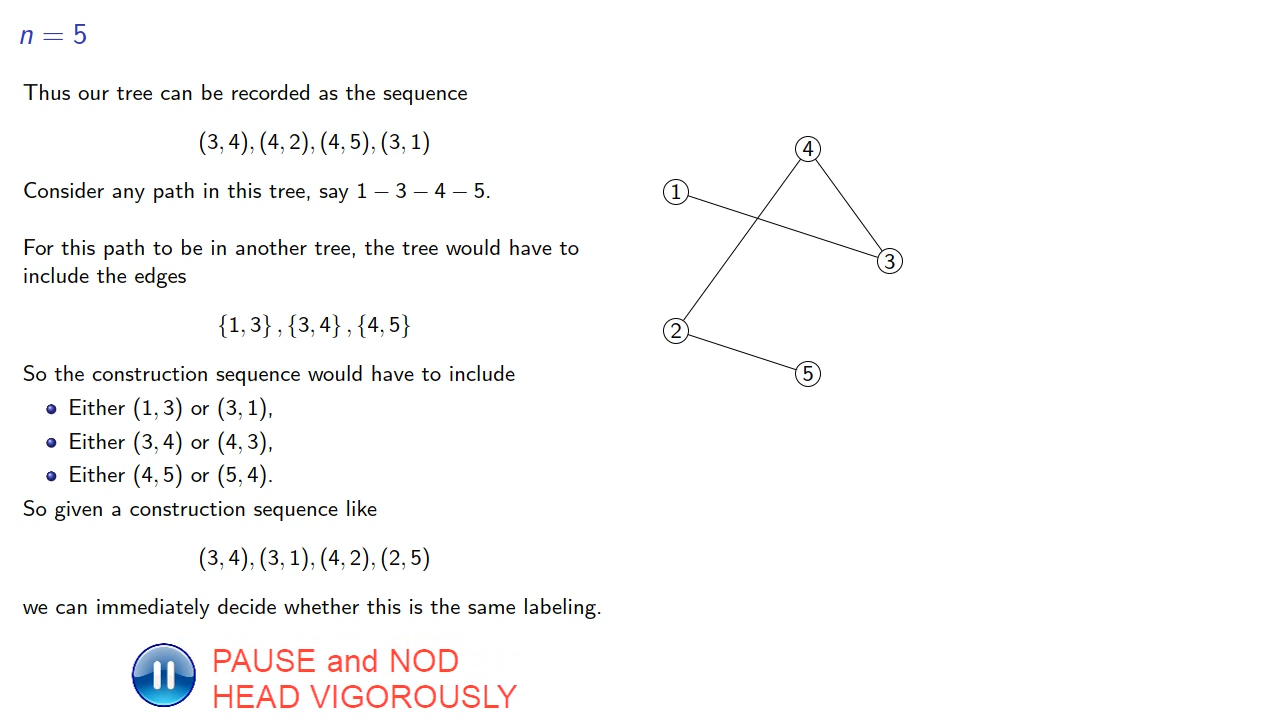 n = 5
Thus our tree can be recorded as the sequence
(3, 4), (4, 2), (4, 5), (3, 1)
Consider any path in this tree, say 1 − 3 − 4 − 5.
For this path to be in another tree, the tree would have to
include the edges
{1, 3} , {3, 4} , {4, 5}
So the construction sequence would have to include
Either (1, 3) or (3, 1),
Either (3, 4) or (4, 3),
Either (4, 5) or (5, 4).
So given a construction sequence like
(3, 4), (3, 1), (4, 2), (2, 5)
we can immediately decide whether this is the same labeling.
PAUSE and NOD
HEAD VIGOROUSLY
4
1
3
2
5